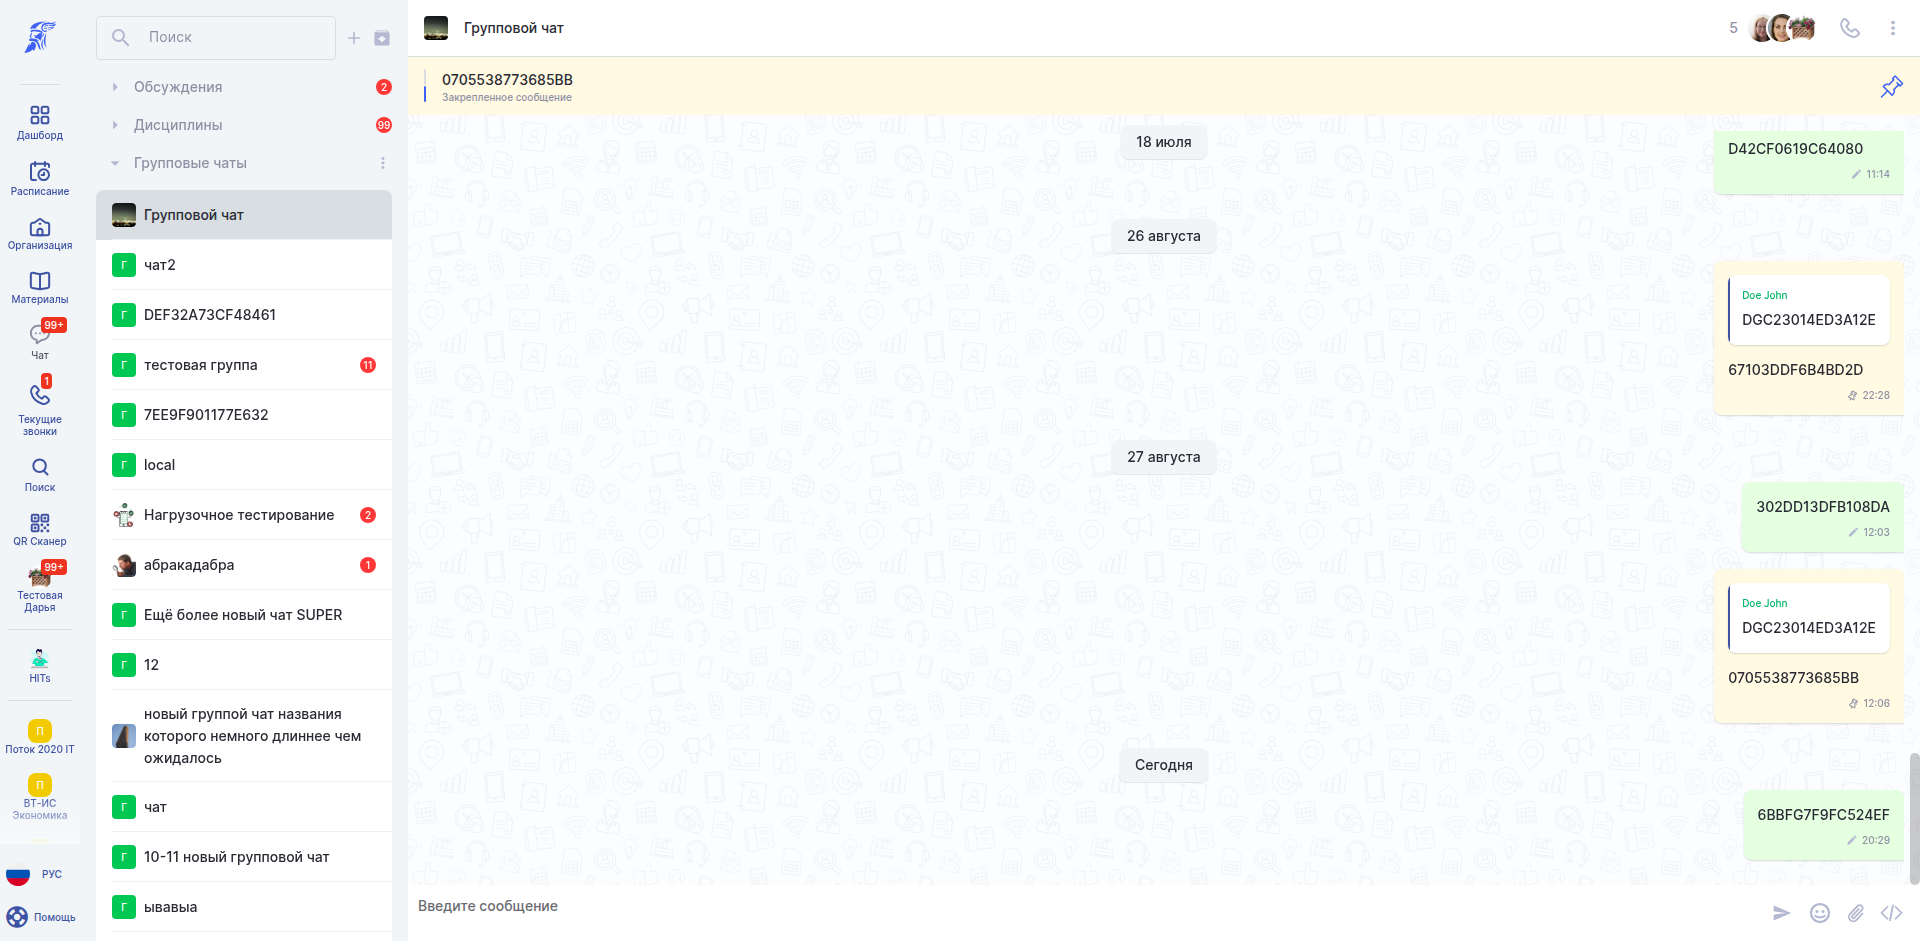 Дашборд
Расписание
Организация
Материалы
99+
Чат
1
Текущие
звонки
Поиск
QR Сканер
99+
Тестовая
Дарья
HITs
П
Поток 2020 IT
П
ВТ-ИС
Экономика
РУС
Помощь
Поиск
Обсуждения 2
Дисциплины 99
Групповые чаты
Групповой чат
Г чат2
Г DEF32A73CF48461
Г тестовая группа 11
Г 7EE9F901177E632
Г local
Нагрузочное тестирование 2
абракадабра 1
Г Ещё более новый чат SUPER
Г 12
новый группой чат названия
которого немного длиннее чем
ожидалось
Г чат
Г 10-11 новый групповой чат
Г ывавыа
Групповой чат 5
0705538773685BB
Закрепленное сообщение
18 июля
D42CF0619C64080
11:14
26 августа
Doe John
DGC23014ED3A12E
67103DDF6B4BD2D
22:28
27 августа
302DD13DFB108DA
12:03
Doe John
DGC23014ED3A12E
0705538773685BB
12:06
Сегодня
6BBFG7F9FC524EF
20:29
Введите сообщение